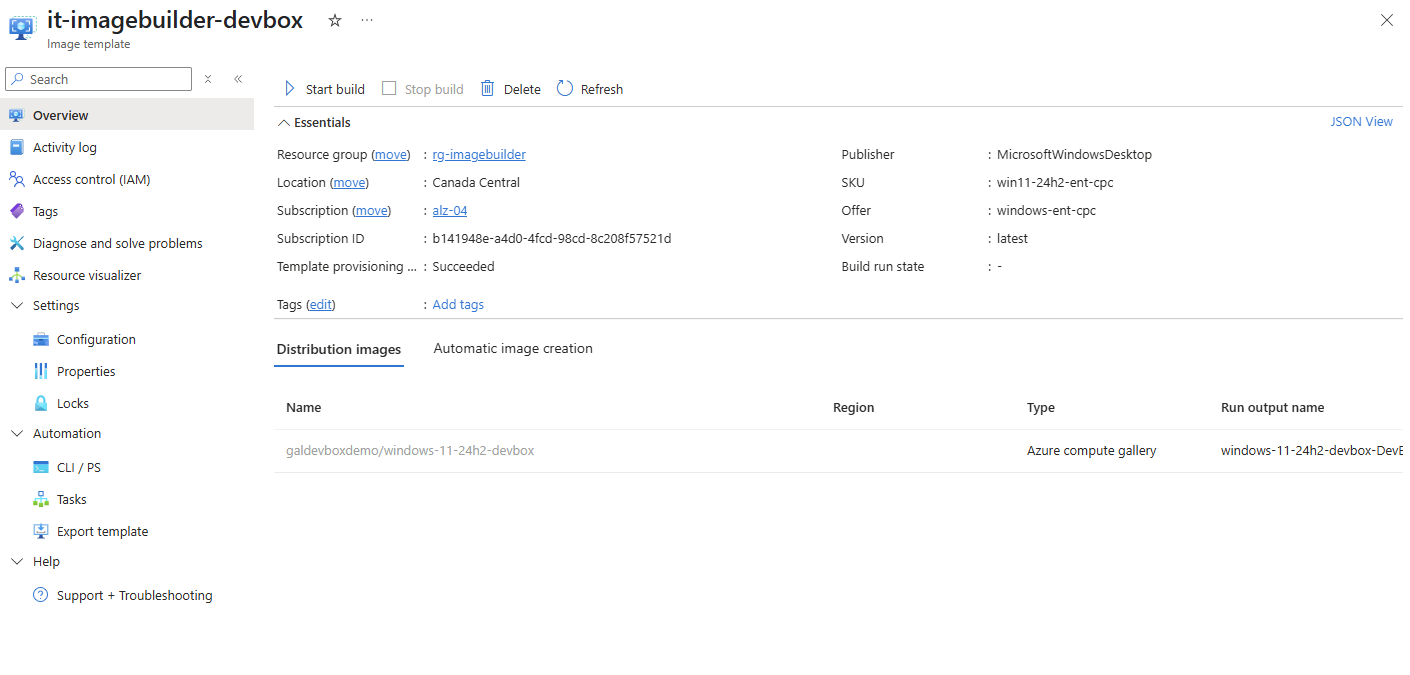 it-imagebuilder-devbox
Image template
Search
Start build
Stop build
Delete
Refresh
Overview
Activity log
Access control (IAM)
Tags
Diagnose and solve problems
Resource visualizer
Settings
Configuration
Properties
Locks
Automation
CLI / PS
Tasks
Export template
Help
Support + Troubleshooting
Essentials
JSON View
Resource group (move) : rg-imagebuilder
Location (move) : Canada Central
Subscription (move) : alz-04
Subscription ID : b141948e-a4d0-4fcd-98cd-8c208f57521d
Template provisioning ... : Succeeded
Publisher : MicrosoftWindowsDesktop
SKU : win11-24h2-ent-cpc
Offer : windows-ent-cpc
Version : latest
Build run state : -
Tags (edit) : Add tags
Distribution images
Automatic image creation
Name Region Type Run output name
galdevboxdemo/windows-11-24h2-devbox Azure compute gallery windows-11-24h2-devbox-DevB